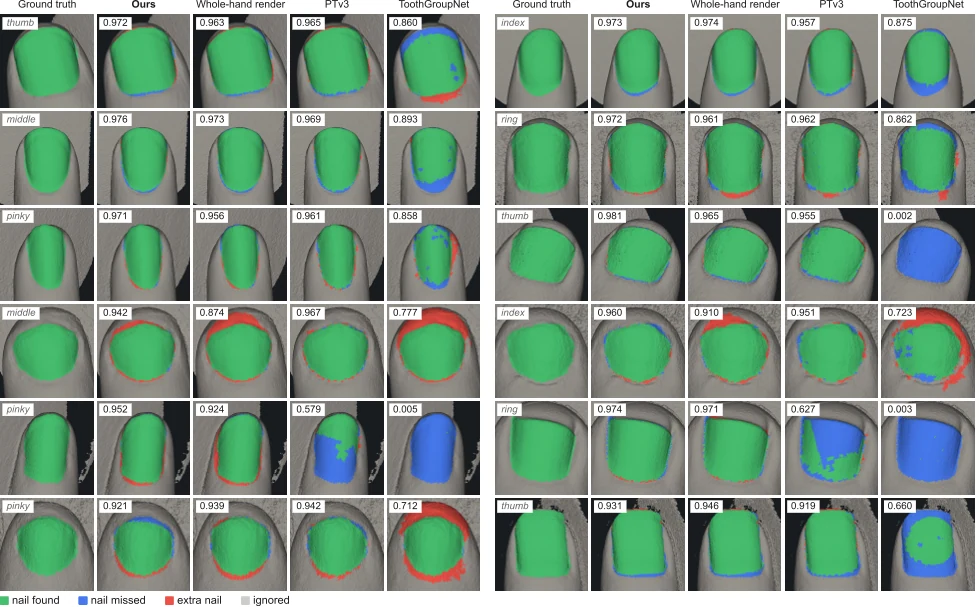 Ground truth Ours Whole-hand render PTv3 ToothGroupNet Ground truth Ours Whole-hand render PTv3 ToothGroupNet
thumb 0.972 0.963 0.965 0.860 index 0.973 0.974 0.957 0.875
middle 0.976 0.973 0.969 0.893 ring 0.972 0.961 0.962 0.862
pinky 0.971 0.956 0.961 0.858 thumb 0.981 0.965 0.955 0.002
middle 0.942 0.874 0.967 0.777 index 0.960 0.910 0.951 0.723
pinky 0.952 0.924 0.579 0.005 ring 0.974 0.971 0.627 0.003
pinky 0.921 0.939 0.942 0.712 thumb 0.931 0.946 0.919 0.660
nail found nail missed extra nail ignored